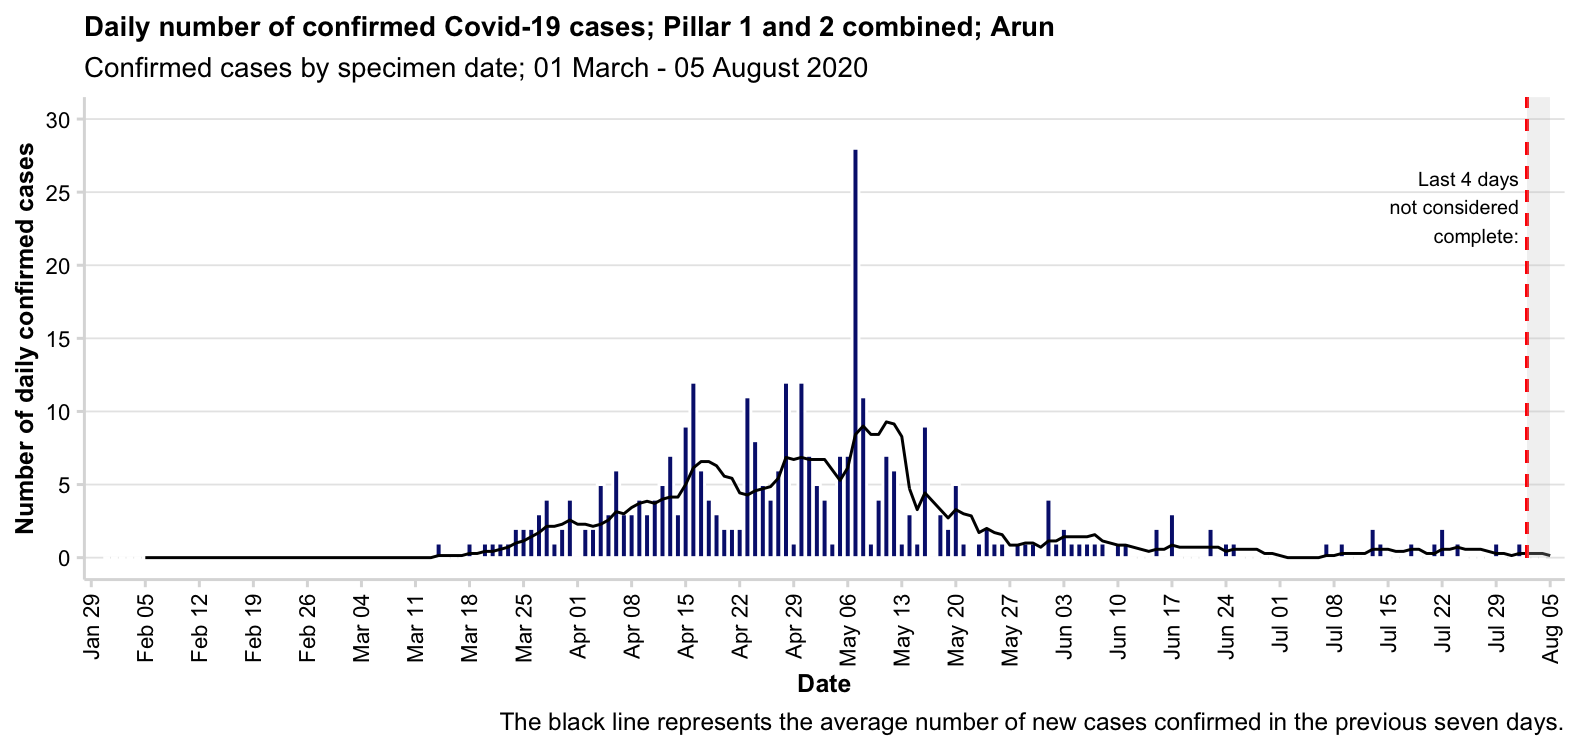 Daily number of confirmed Covid-19 cases; Pillar 1 and 2 combined; Arun
Confirmed cases by specimen date; 01 March - 05 August 2020
Number of daily confirmed cases
30
25
20
15
10
5
0
Last 4 days
not considered
complete:
Jan 29
Feb 05
Feb 12
Feb 19
Feb 26
Mar 04
Mar 11
Mar 18
Mar 25
Apr 01
Apr 08
Apr 15
Apr 22
Apr 29
May 06
May 13
May 20
May 27
Jun 03
Jun 10
Jun 17
Jun 24
Jul 01
Jul 08
Jul 15
Jul 22
Jul 29
Aug 05
Date
The black line represents the average number of new cases confirmed in the previous seven days.